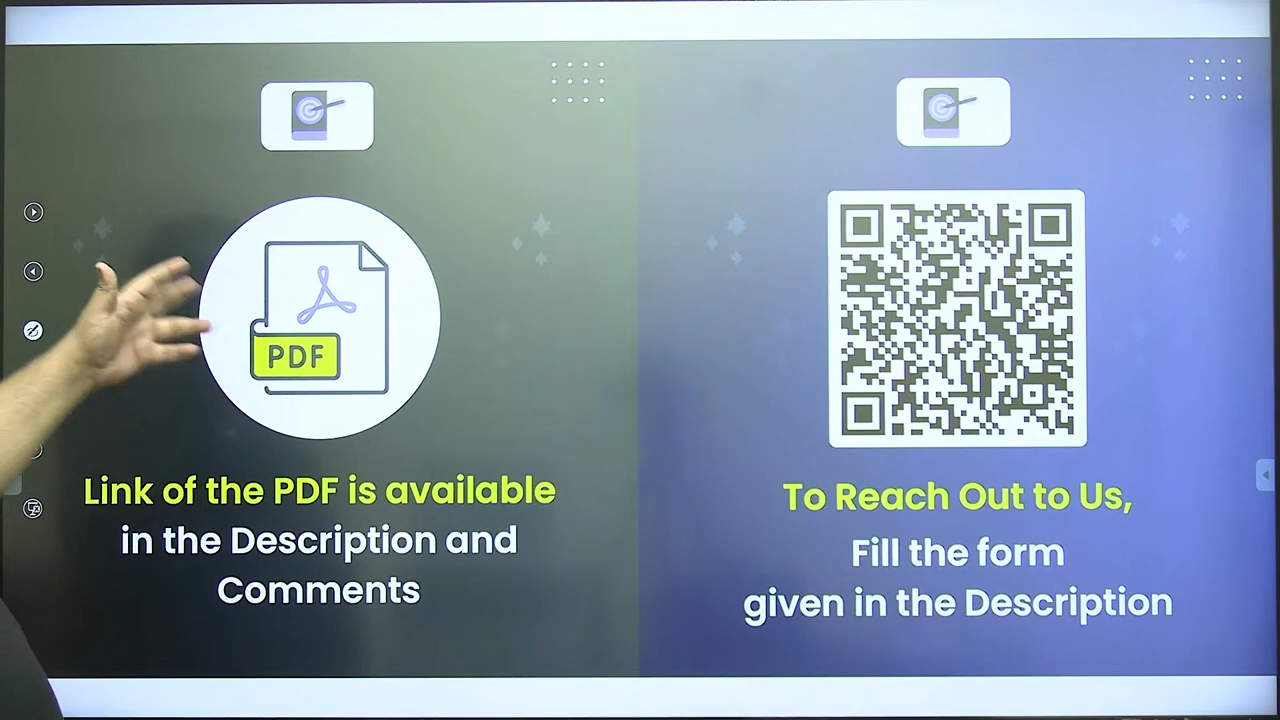 PDF
Link of the PDF is available
in the Description and
Comments
To Reach Out to Us,
Fill the form
given in the Description